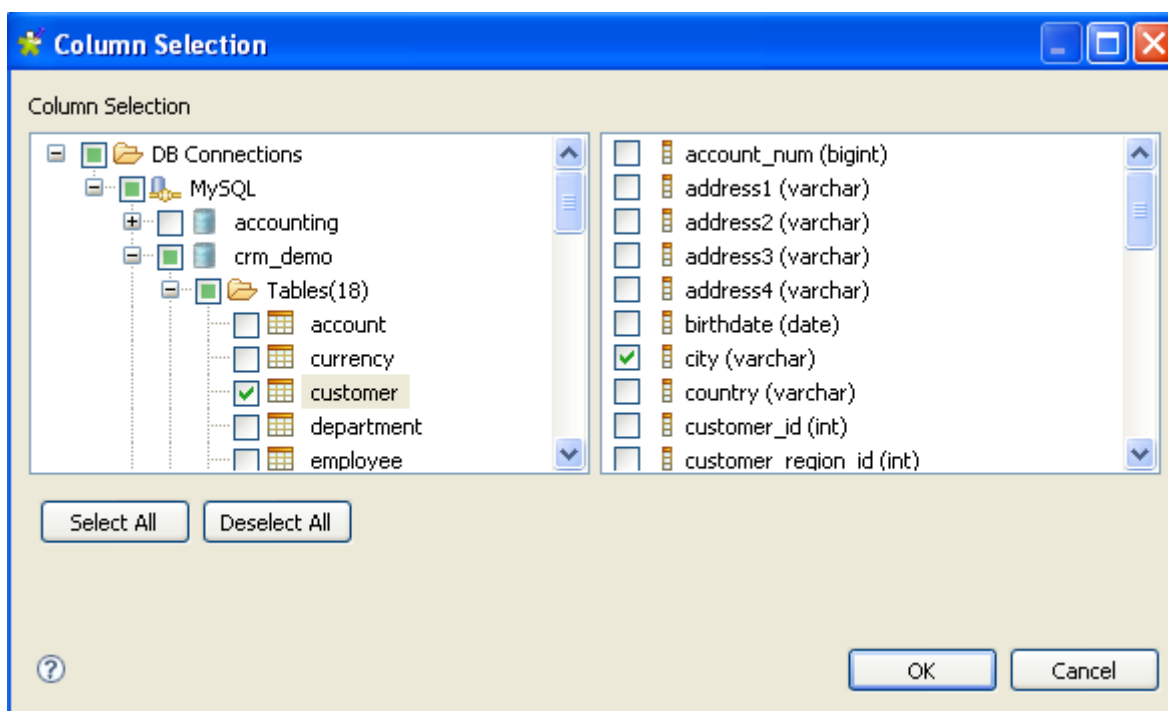 Column Selection
Column Selection
DB Connections
MySQL
accounting
crm_demo
Tables(18)
account
currency
customer
department
employee
account_num (bigint)
address1 (varchar)
address2 (varchar)
address3 (varchar)
address4 (varchar)
birthdate (date)
city (varchar)
country (varchar)
customer_id (int)
customer_region_id (int)
Select All
Deselect All
OK
Cancel